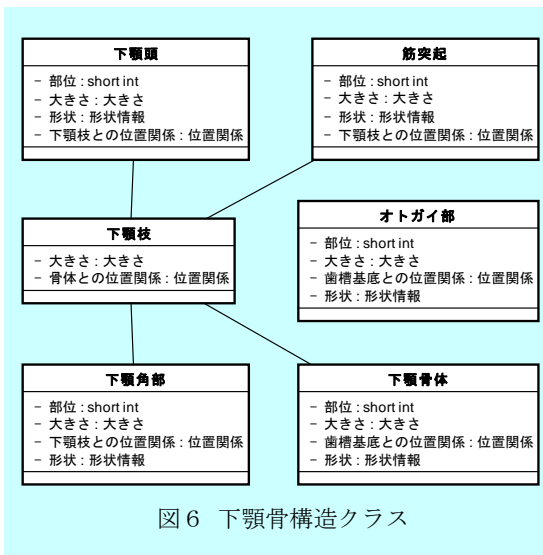 下顎頭
− 部位 : short int
− 大きさ : 大きさ
− 形状 : 形状情報
− 下顎枝との位置関係 : 位置関係
筋突起
− 部位 : short int
− 大きさ : 大きさ
− 形状 : 形状情報
− 下顎枝との位置関係 : 位置関係
下顎枝
− 大きさ : 大きさ
− 骨体との位置関係 : 位置関係
オトガイ部
− 部位 : short int
− 大きさ : 大きさ
− 歯槽基底との位置関係 : 位置関係
− 形状 : 形状情報
下顎角部
− 部位 : short int
− 大きさ : 大きさ
− 下顎枝との位置関係 : 位置関係
− 形状 : 形状情報
下顎骨体
− 部位 : short int
− 大きさ : 大きさ
− 歯槽基底との位置関係 : 位置関係
− 形状 : 形状情報
図6 下顎骨構造クラス